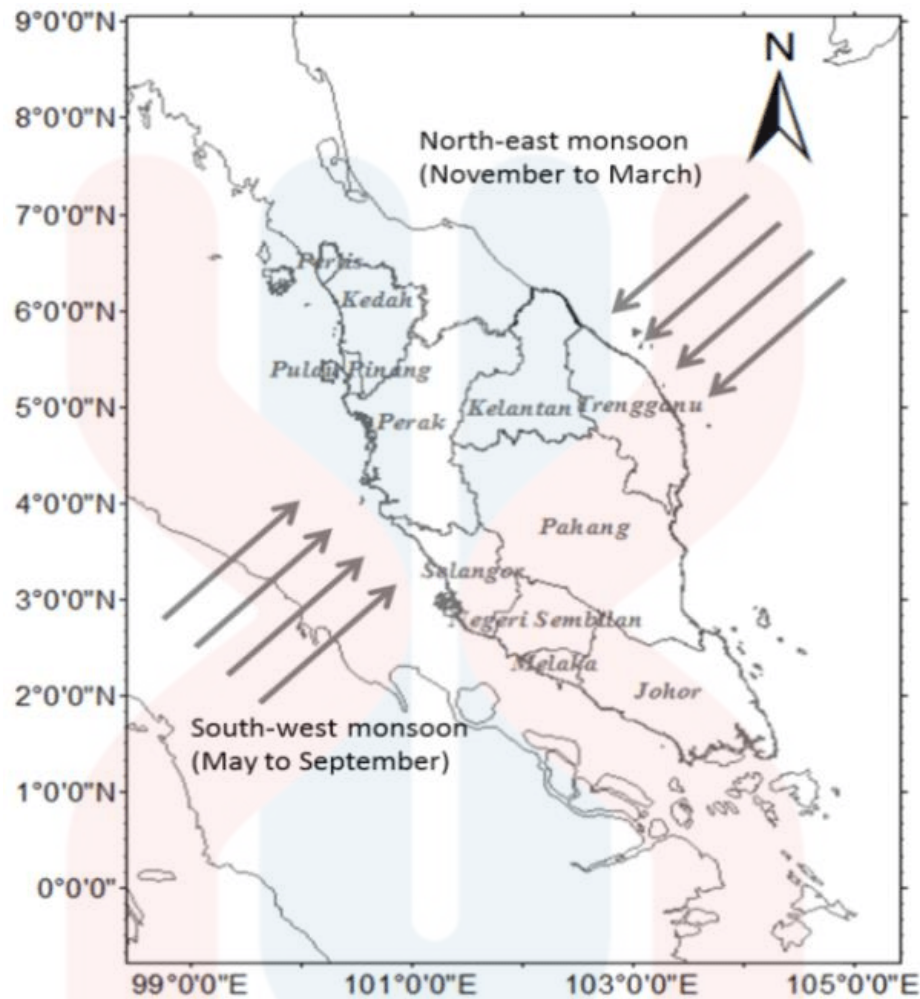 9°0'0"N
N
8°0'0"N
North-east monsoon
(November to March)
7°0'0"N
Perlis
6°0'0"N
Kedah
Pulau Pinang
5°0'0"N
Perak
Kelantan
Trengganu
4°0'0"N
Pahang
Selangor
3°0'0"N
Negeri Sembilan
Melaka
2°0'0"N
Johor
South-west monsoon
(May to September)
1°0'0"N
0°0'0"
99°0'0"E 101°0'0"E 103°0'0"E 105°0'0"E